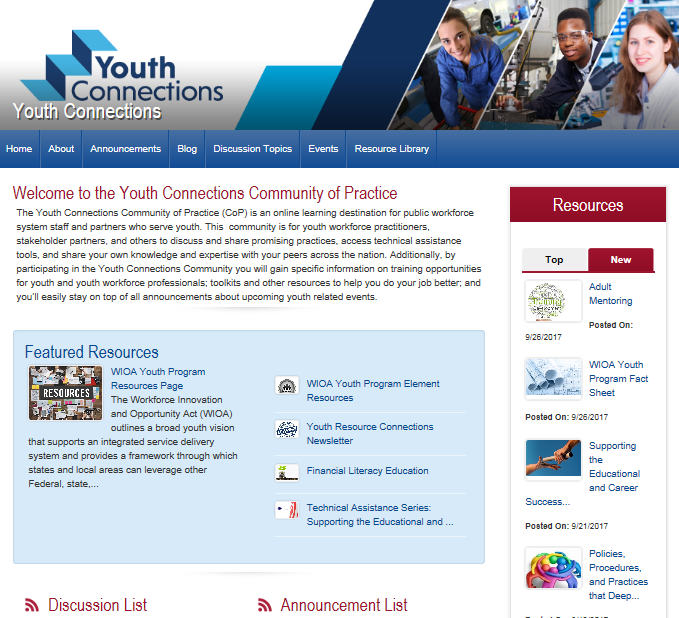 Youth
Connections
Youth Connections
Home
About
Announcements
Blog
Discussion Topics
Events
Resource Library
Welcome to the Youth Connections Community of Practice
The Youth Connections Community of Practice (CoP) is an online learning destination for public workforce
system staff and partners who serve youth. This community is for youth workforce practitioners,
stakeholder partners, and others to discuss and share promising practices, access technical assistance
tools, and share your own knowledge and expertise with your peers across the nation. Additionally, by
participating in the Youth Connections Community you will gain specific information on training opportunities
for youth and youth workforce professionals; toolkits and other resources to help you do your job better; and
you'll easily stay on top of all announcements about upcoming youth related events.
Featured Resources
RESOURCES
WIOA Youth Program
Resources Page
The Workforce Innovation
and Opportunity Act (WIOA)
outlines a broad youth vision
that supports an integrated service delivery
system and provides a framework through which
states and local areas can leverage other
Federal, state,...
WIOA Youth Program Element
Resources
Youth Resource Connections
Newsletter
Financial Literacy Education
Technical Assistance Series:
Supporting the Educational and ...
Discussion List
Announcement List
Resources
Top
New
Adult
Mentoring
Posted On:
9/26/2017
WIOA Youth
Program Fact
Sheet
Posted On: 9/26/2017
Supporting
the
Educational
and Career
Success...
Posted On: 9/21/2017
Policies,
Procedures,
and Practices
that Deep...